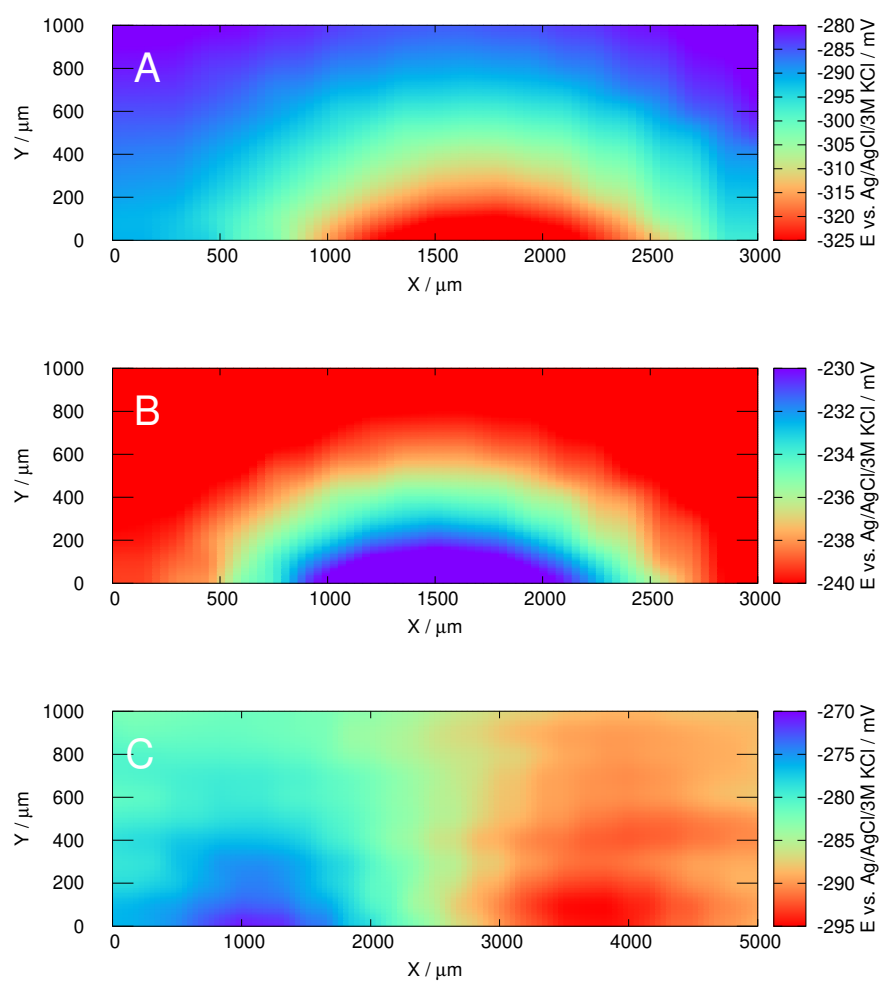 A
1000
800
600
400
200
0
Y / μm
0 500 1000 1500 2000 2500 3000
X / μm
-280
-285
-290
-295
-300
-305
-310
-315
-320
-325
E vs. Ag/AgCl/3M KCl / mV
B
1000
800
600
400
200
0
Y / μm
0 500 1000 1500 2000 2500 3000
X / μm
-230
-232
-234
-236
-238
-240
E vs. Ag/AgCl/3M KCl / mV
C
1000
800
600
400
200
0
Y / μm
0 1000 2000 3000 4000 5000
X / μm
-270
-275
-280
-285
-290
-295
E vs. Ag/AgCl/3M KCl / mV